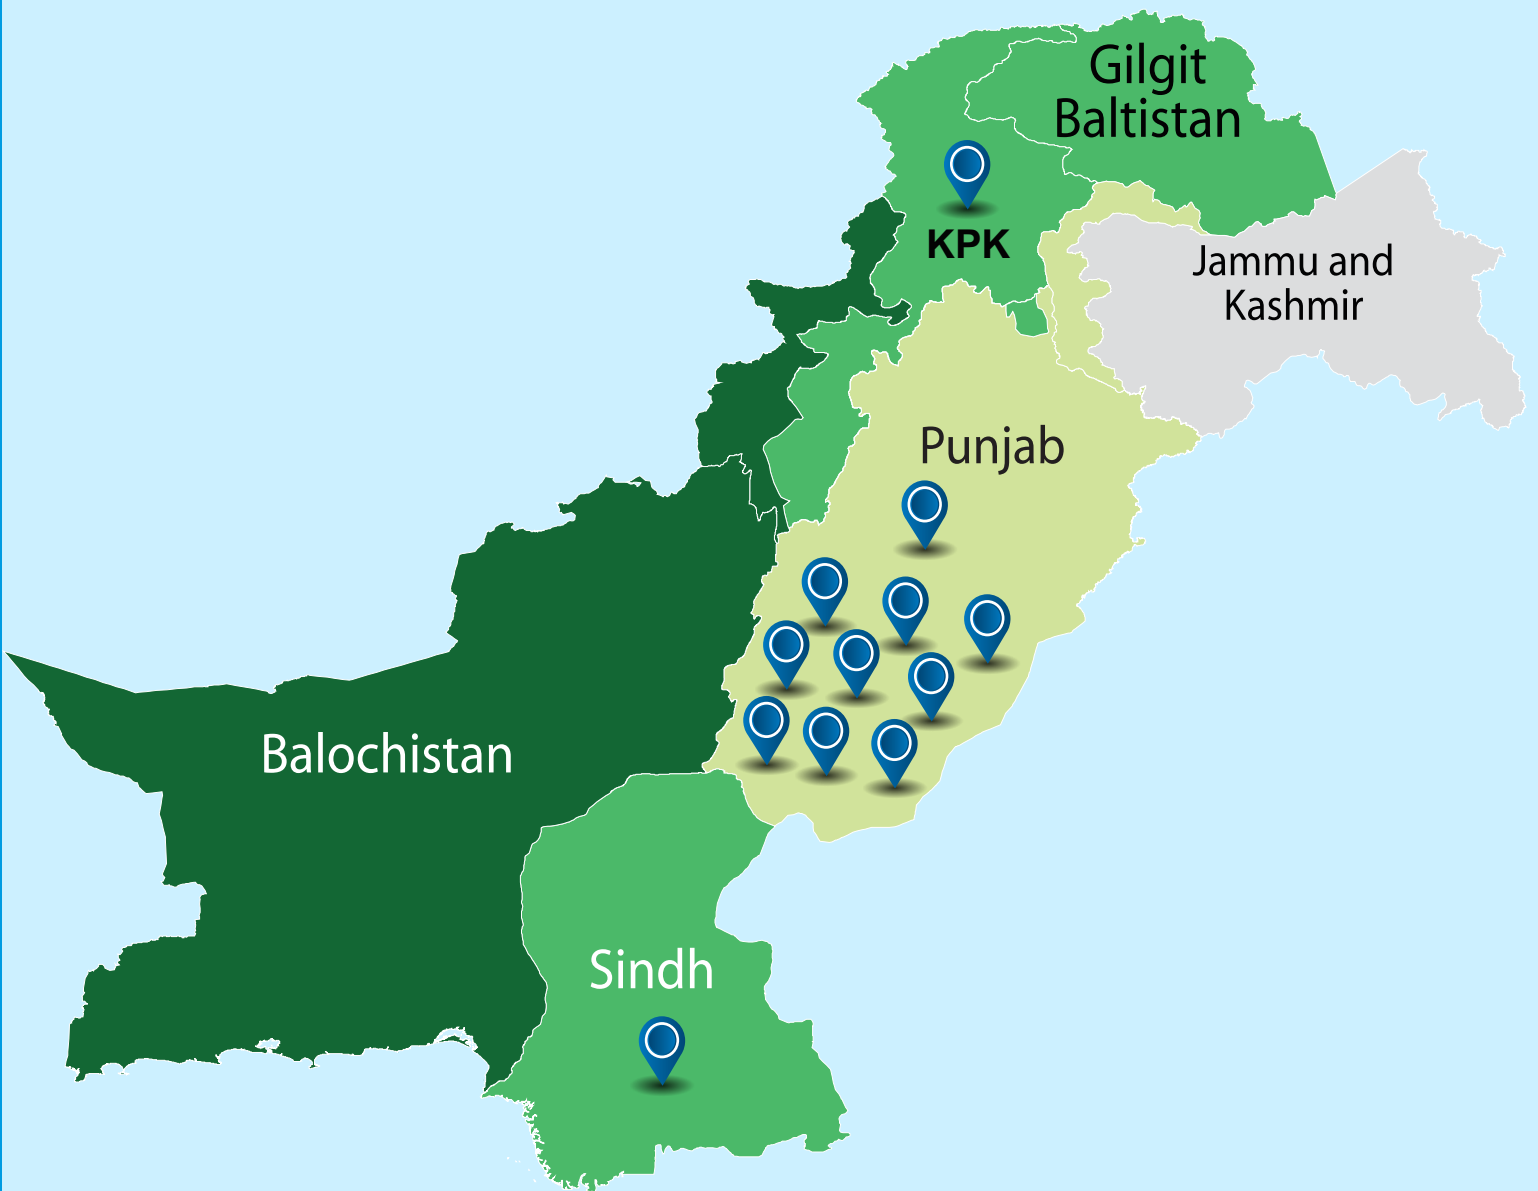 Gilgit
Baltistan
KPK
Jammu and
Kashmir
Punjab
Balochistan
Sindh